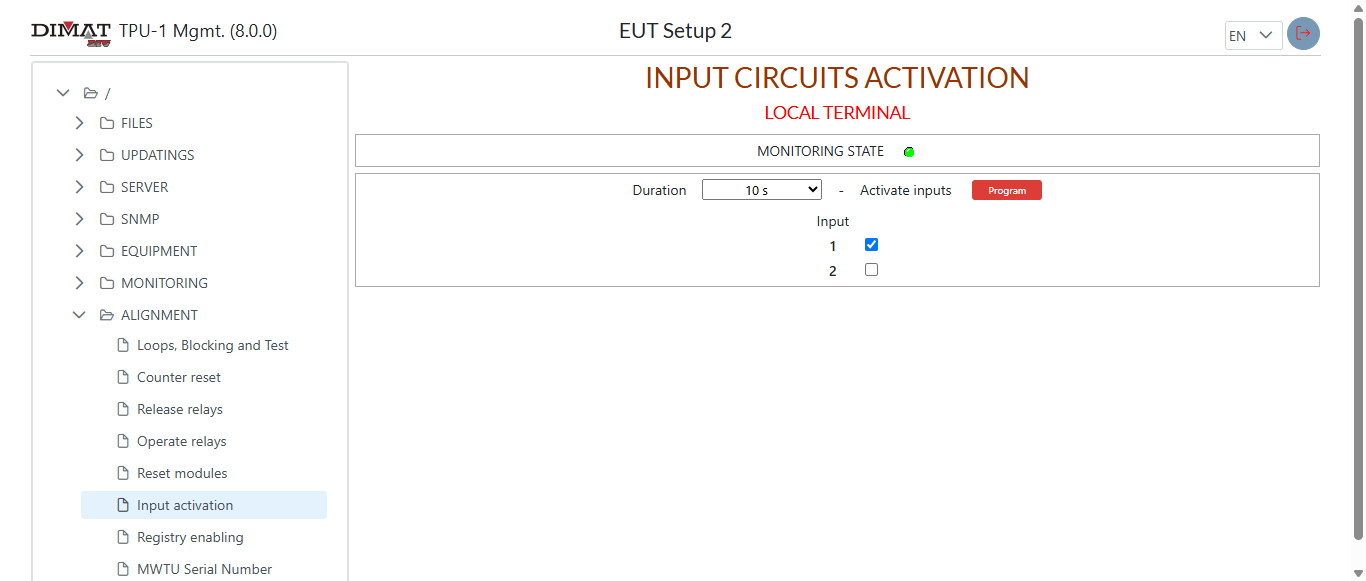 DIMAT TPU-1 Mgmt. (8.0.0)
EUT Setup 2
EN
/
FILES
UPDATINGS
SERVER
SNMP
EQUIPMENT
MONITORING
ALIGNMENT
Loops, Blocking and Test
Counter reset
Release relays
Operate relays
Reset modules
Input activation
Registry enabling
MWTU Serial Number
INPUT CIRCUITS ACTIVATION
LOCAL TERMINAL
MONITORING STATE
Duration 10 s - Activate inputs Program
Input
1
2